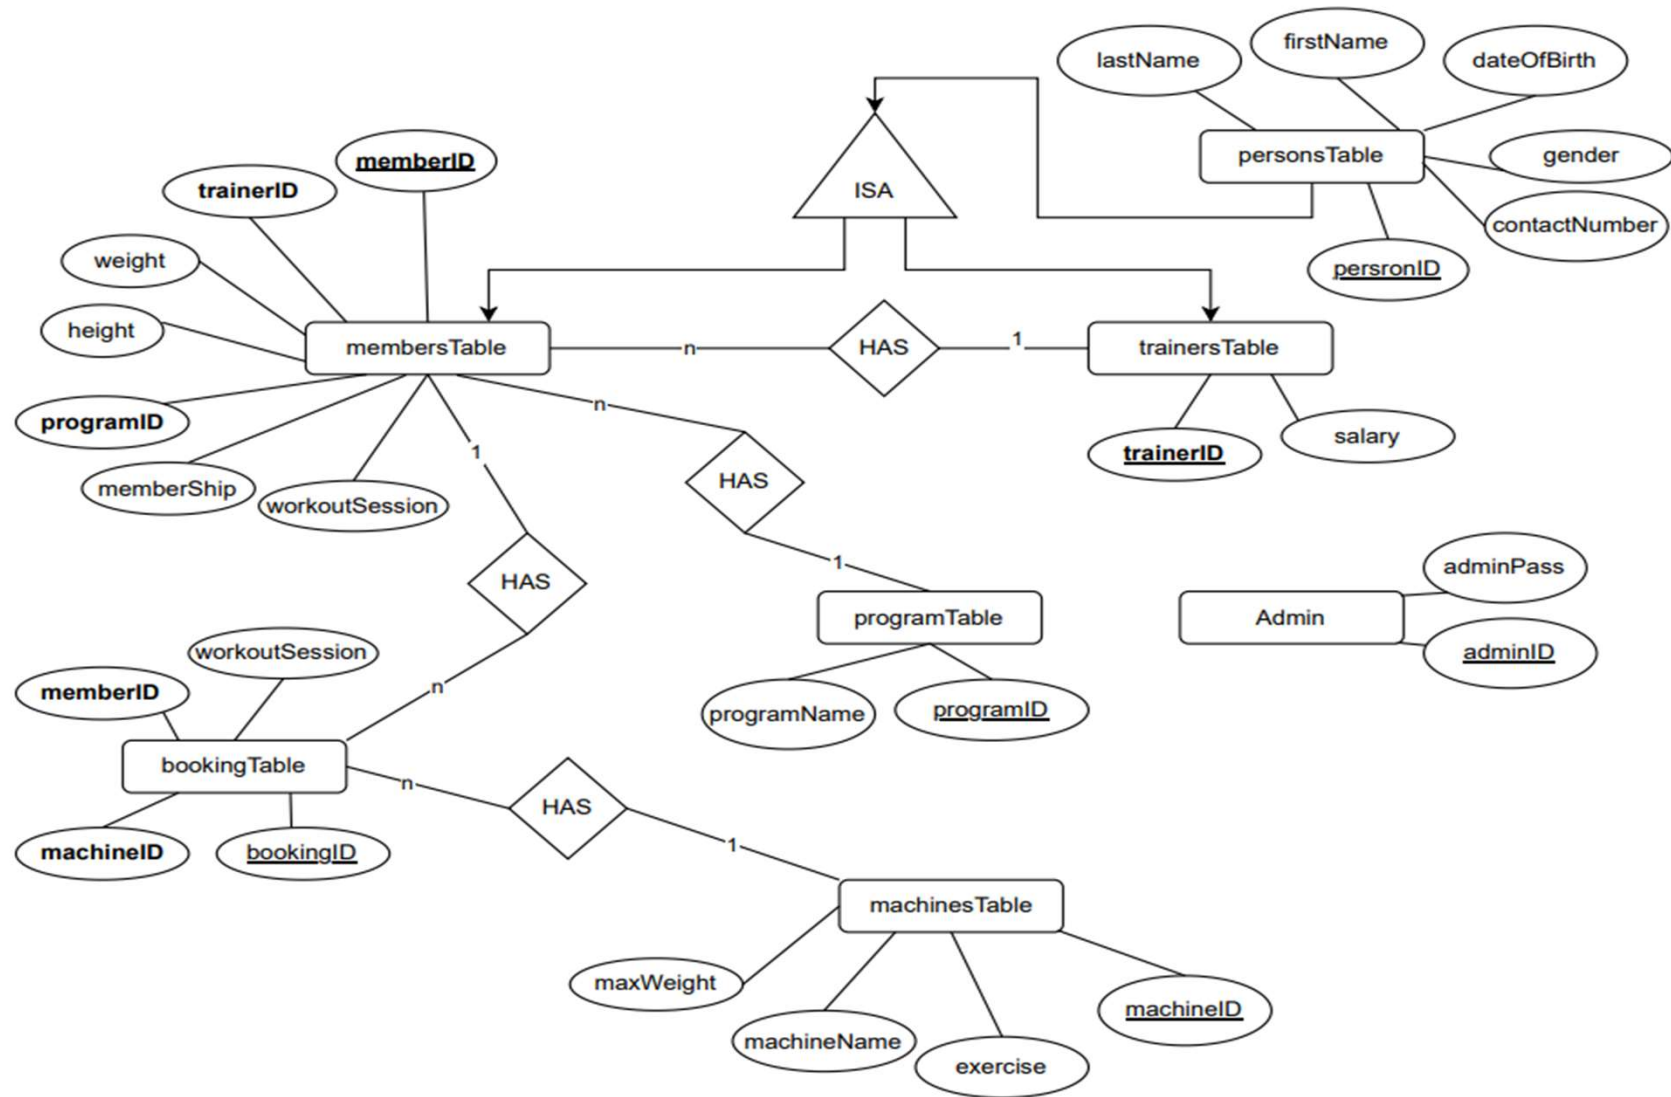 firstName
lastName
dateOfBirth
personsTable
gender
contactNumber
persronID
ISA
memberID
trainerID
weight
height
membersTable
n
HAS
1
trainersTable
programID
memberShip
workoutSession
trainerID
salary
1
n
HAS
1
HAS
n
programTable
programName
programID
Admin
adminPass
adminID
workoutSession
memberID
bookingTable
machineID
bookingID
n
HAS
1
machinesTable
maxWeight
machineName
exercise
machineID